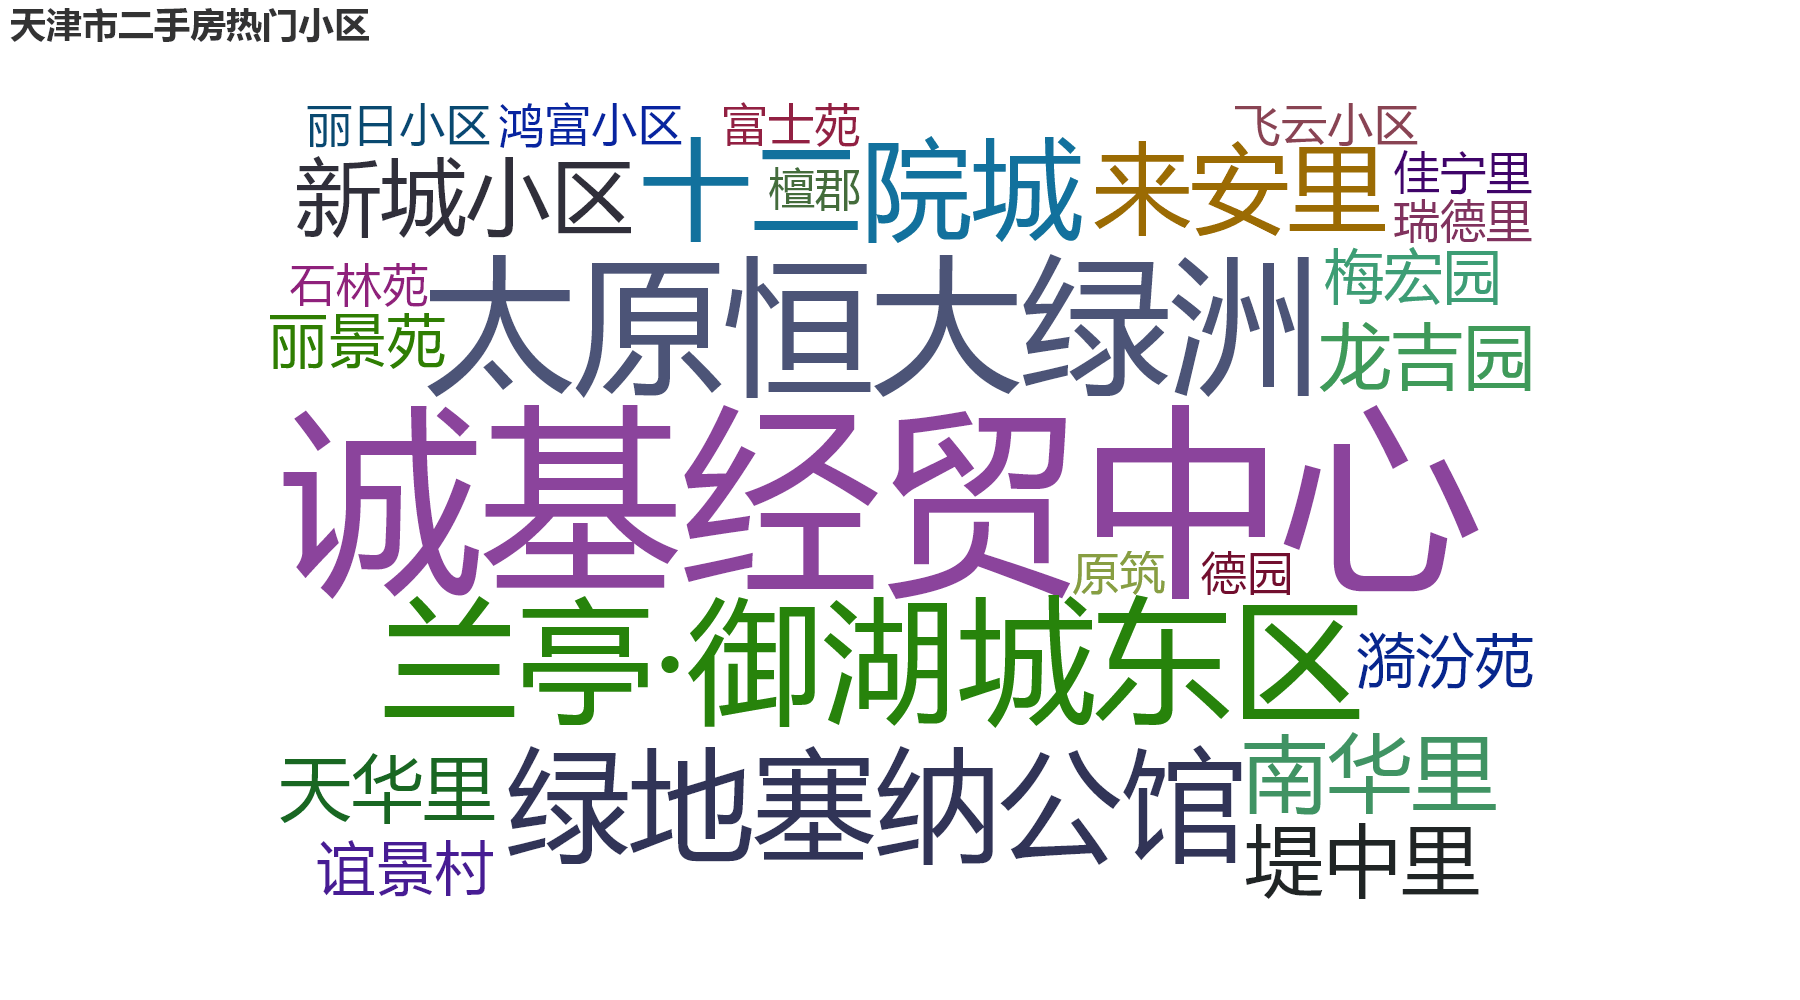 天津市二手房热门小区
丽日小区
鸿富小区
富士苑
飞云小区
新城小区
十二院城
檀郡
来安里
佳宁里
瑞德里
石林苑
太原恒大绿洲
梅宏园
丽景苑
龙吉园
诚基经贸中心
原筑
德园
兰亭·御湖城东区
漪汾苑
天华里
绿地塞纳公馆
南华里
谊景村
堤中里